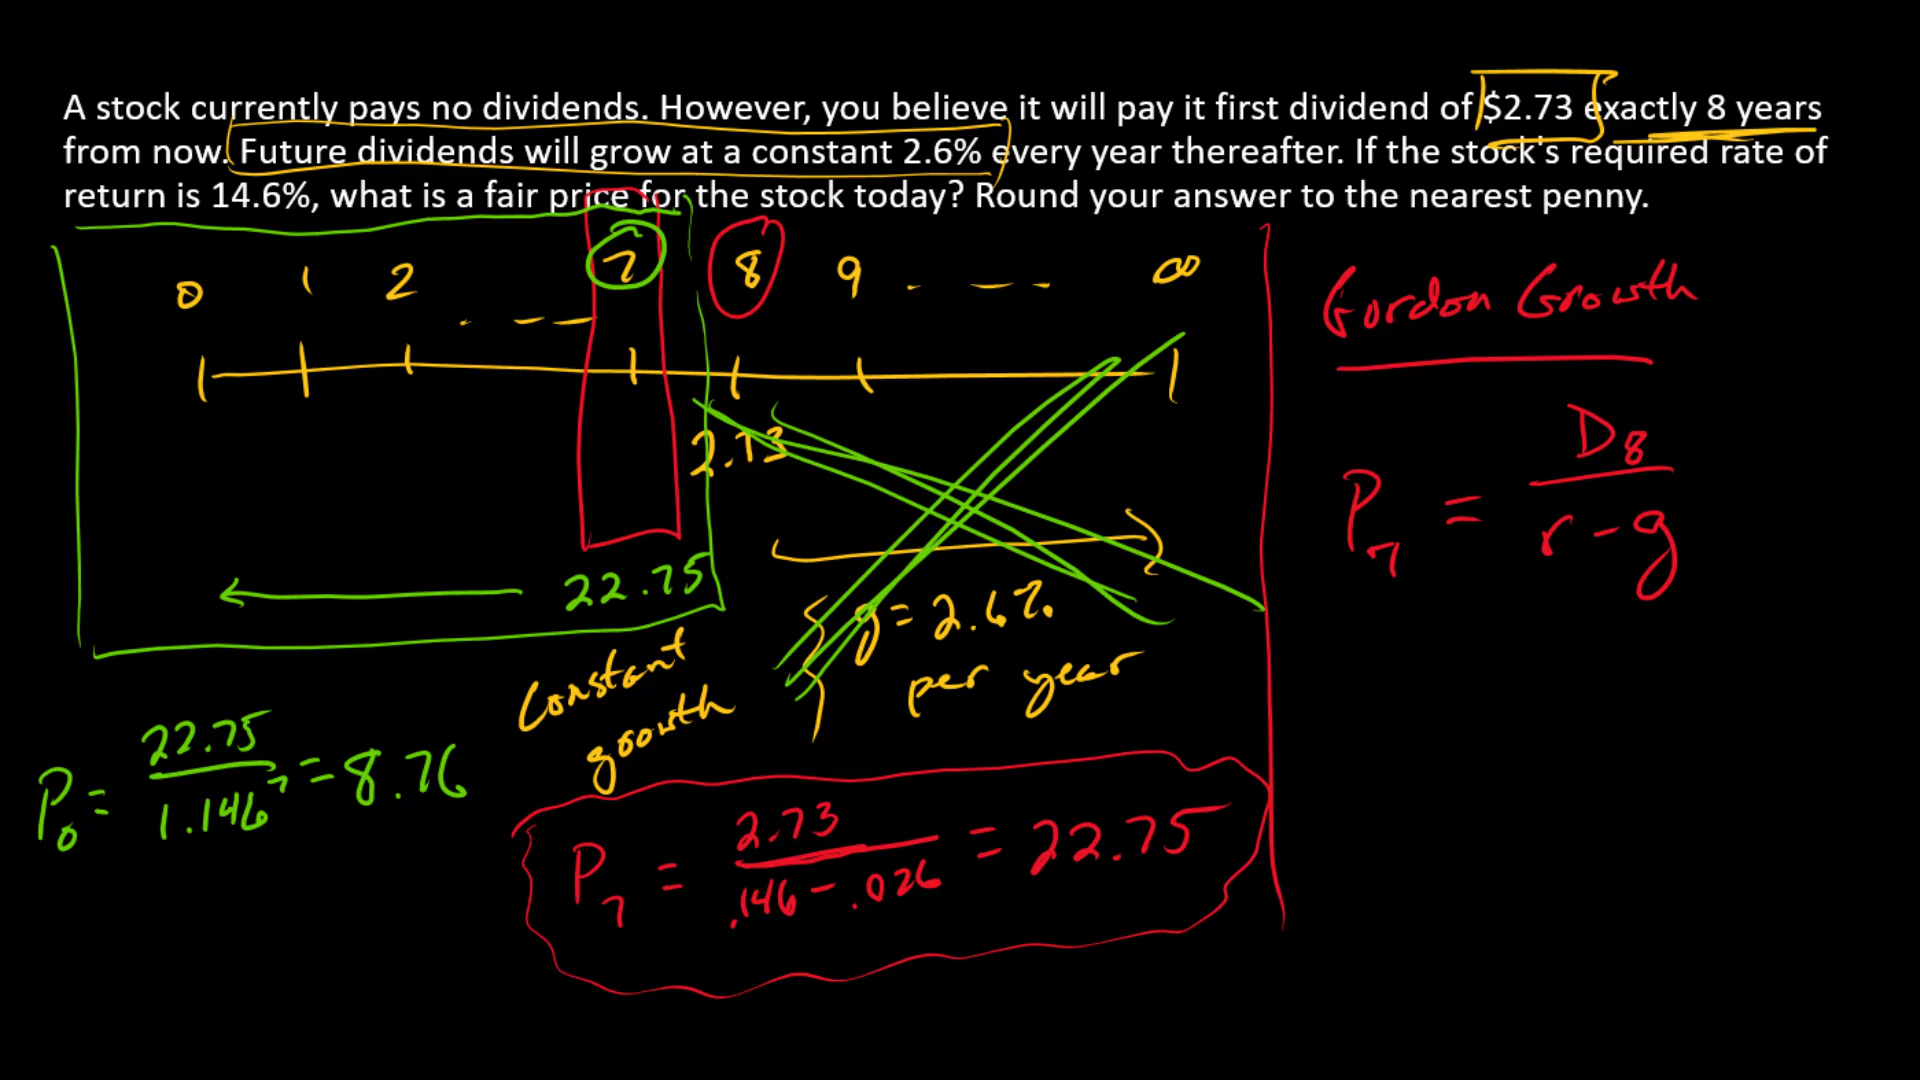 A stock currently pays no dividends. However, you believe it will pay it first dividend of $2.73 exactly 8 years
from now. Future dividends will grow at a constant 2.6% every year thereafter. If the stock's required rate of
return is 14.6%, what is a fair price for the stock today? Round your answer to the nearest penny.
0 1 2 . - - - 7 8 9 . - - - ∞
2.73
22.75
g = 2.6%
per year
Constant
growth
Gordon Growth
P7 = D8
r - g
P0 = 22.75 = 8.76
1.146^7
P7 = 2.73 = 22.75
.146 - .026